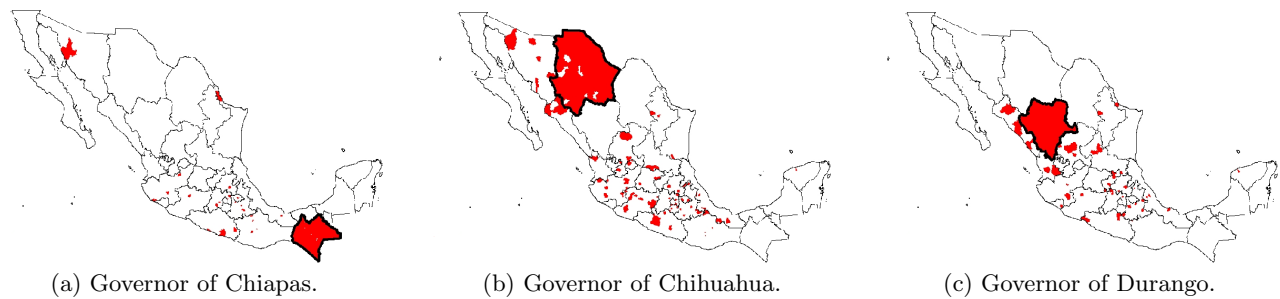 (a) Governor of Chiapas.
(b) Governor of Chihuahua.
(c) Governor of Durango.